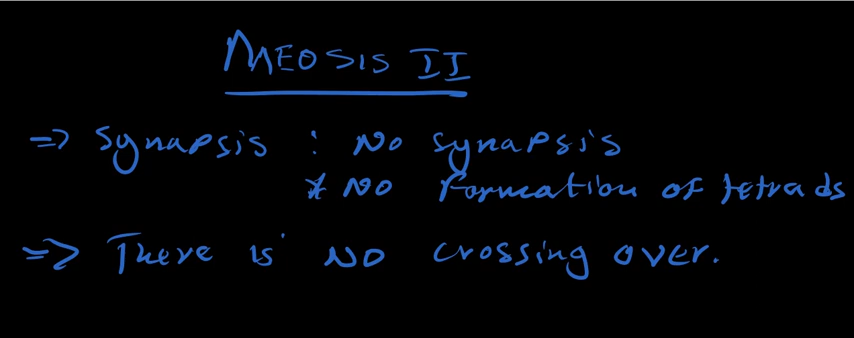 MEOSIS II
=> Synapsis : No synapsis
* No Formation of tetrads
=> There is No crossing over.